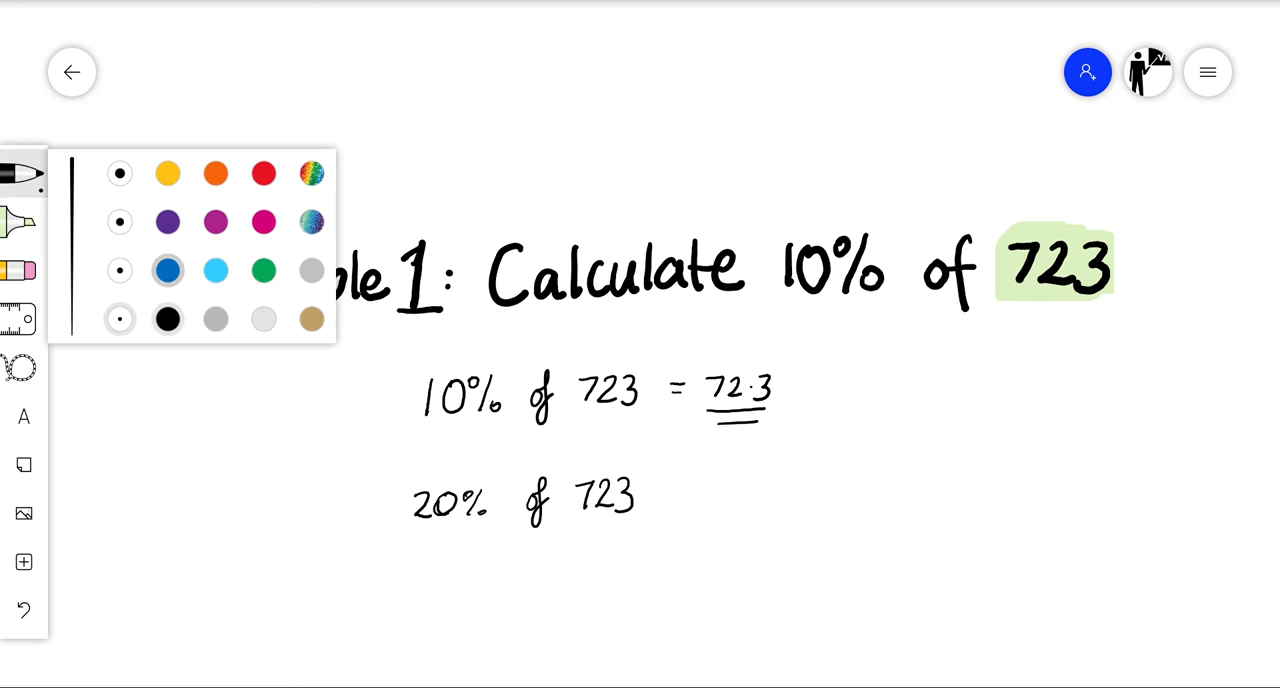 ple 1: Calculate 10% of 723
10% of 723 = 72.3
20% of 723
A